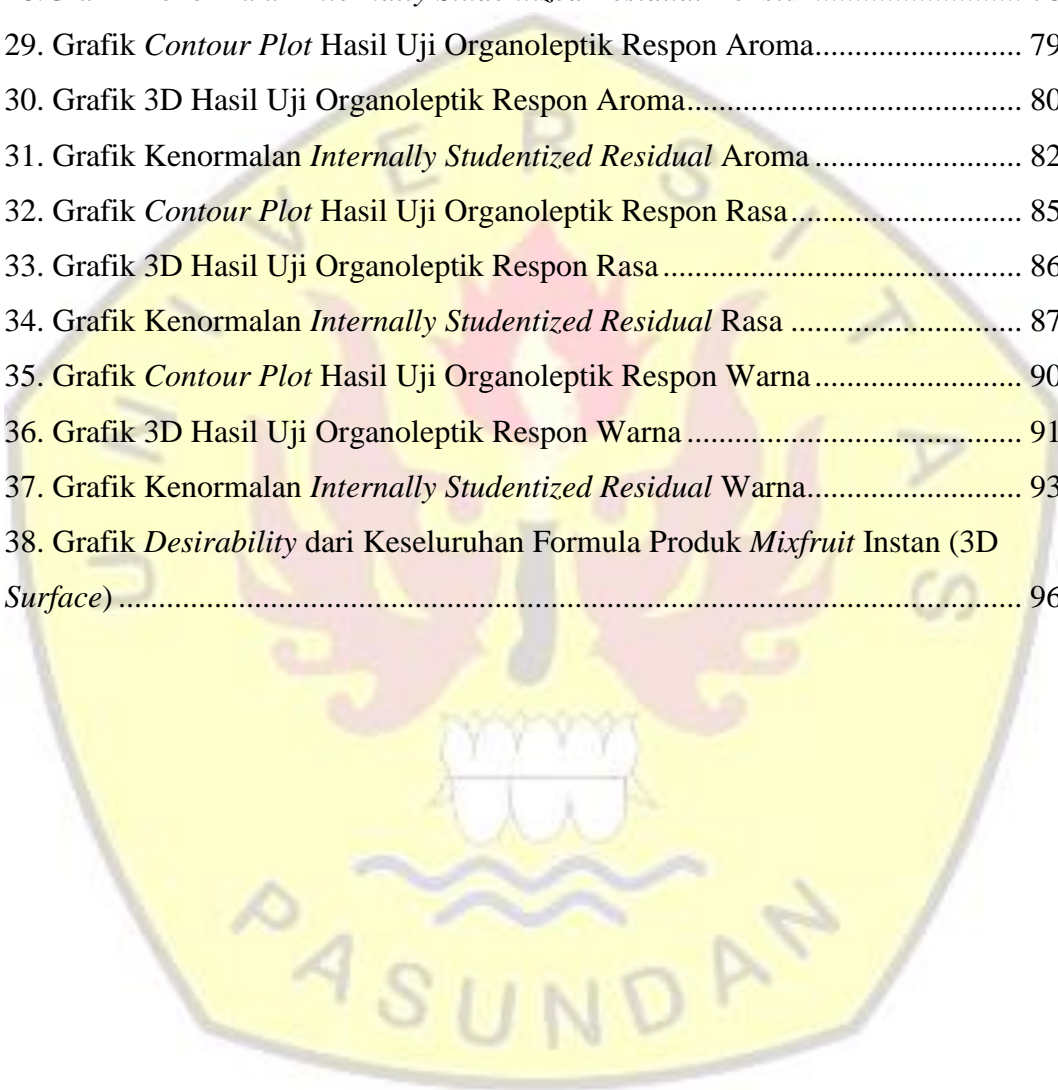 29. Grafik Contour Plot Hasil Uji Organoleptik Respon Aroma.................................. 79
30. Grafik 3D Hasil Uji Organoleptik Respon Aroma...................................................... 80
31. Grafik Kenormalan Internally Studentized Residual Aroma.................................. 82
32. Grafik Contour Plot Hasil Uji Organoleptik Respon Rasa...................................... 85
33. Grafik 3D Hasil Uji Organoleptik Respon Rasa.......................................................... 86
34. Grafik Kenormalan Internally Studentized Residual Rasa...................................... 87
35. Grafik Contour Plot Hasil Uji Organoleptik Respon Warna.................................. 90
36. Grafik 3D Hasil Uji Organoleptik Respon Warna...................................................... 91
37. Grafik Kenormalan Internally Studentized Residual Warna.................................. 93
38. Grafik Desirability dari Keseluruhan Formula Produk Mixfruit Instan (3D
Surface)................................................................................................................................ 96
UNIVERSITAS
PASUNDAN